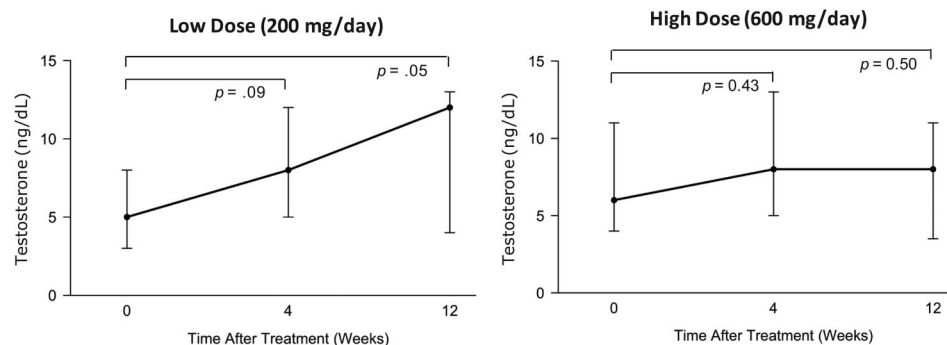 Low Dose (200 mg/day)
15
10
5
0
Testosterone (ng/dL)
p = .05
p = .09
0 4 12
Time After Treatment (Weeks)
High Dose (600 mg/day)
15
10
5
0
Testosterone (ng/dL)
p = 0.50
p = 0.43
0 4 12
Time After Treatment (Weeks)